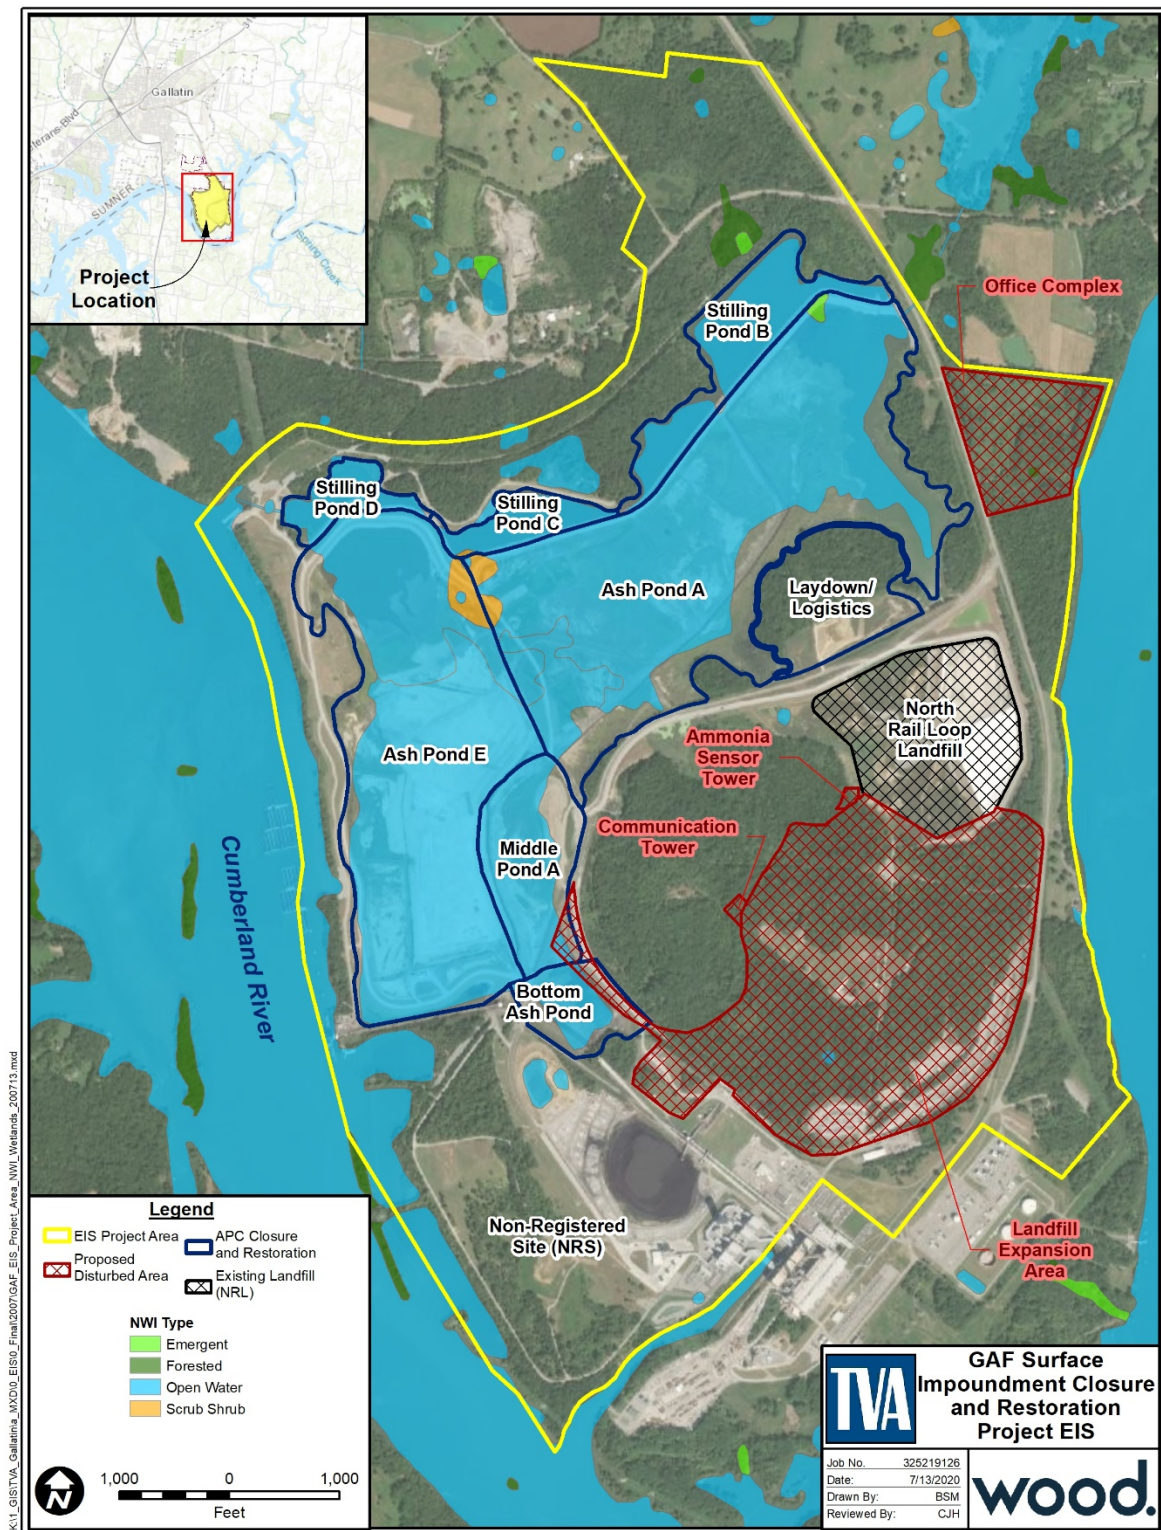 Gallatin
SUMNER
Spring Creek
Project
Location
Office Complex
Stilling
Pond B
Stilling
Pond D
Stilling
Pond C
Ash Pond A
Laydown/
Logistics
North
Rail Loop
Landfill
Ammonia
Sensor
Tower
Ash Pond E
Communication
Tower
Middle
Pond A
Cumberland River
Bottom
Ash Pond
Non-Registered
Site (NRS)
Landfill
Expansion
Area
Legend
EIS Project Area
APC Closure
and Restoration
Proposed
Disturbed Area
Existing Landfill
(NRL)
NWI Type
Emergent
Forested
Open Water
Scrub Shrub
N
1,000 0 1,000
Feet
TVA
GAF Surface
Impoundment Closure
and Restoration
Project EIS
Job No. 325219126
Date: 7/13/2020
Drawn By: BSM
Reviewed By: CJH
wood.